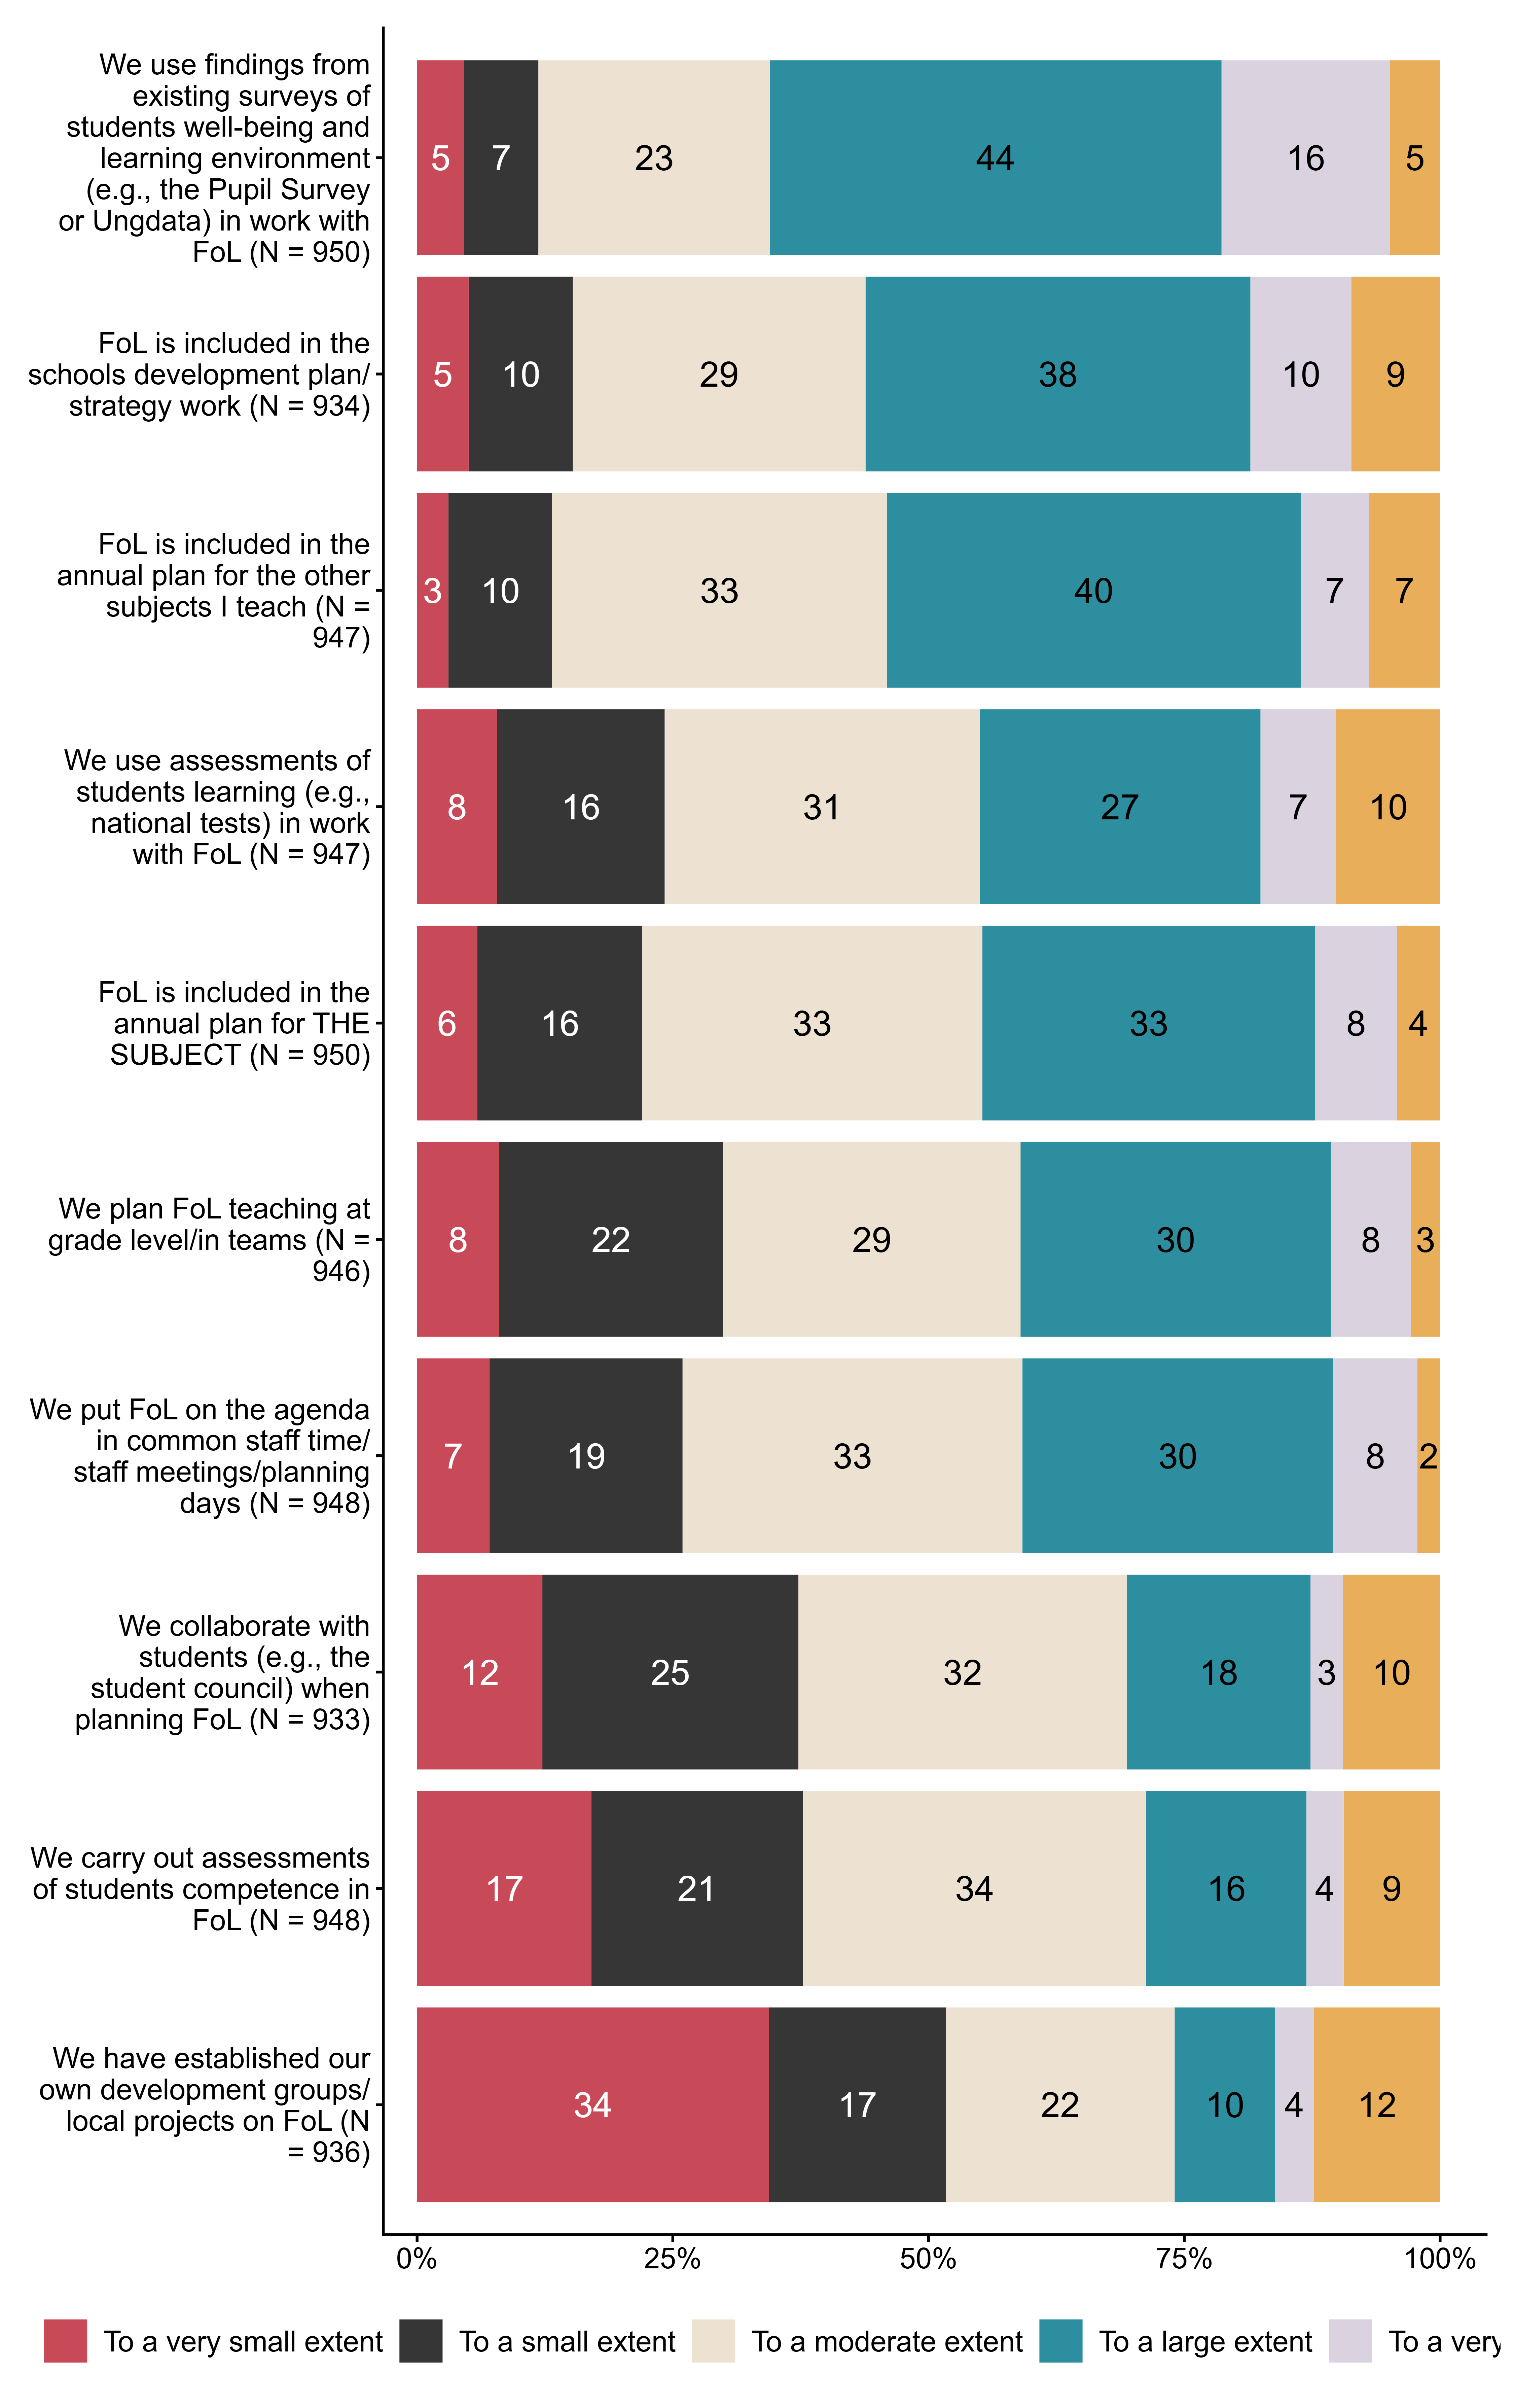 We use findings from
existing surveys of
students well-being and
learning environment
(e.g., the Pupil Survey
or Ungdata) in work with
FoL (N = 950)
5 7 23 44 16 5
FoL is included in the
schools development plan/
strategy work (N = 934)
5 10 29 38 10 9
FoL is included in the
annual plan for the other
subjects I teach (N =
947)
3 10 33 40 7 7
We use assessments of
students learning (e.g.,
national tests) in work
with FoL (N = 947)
8 16 31 27 7 10
FoL is included in the
annual plan for THE
SUBJECT (N = 950)
6 16 33 33 8 4
We plan FoL teaching at
grade level/in teams (N =
946)
8 22 29 30 8 3
We put FoL on the agenda
in common staff time/
staff meetings/planning
days (N = 948)
7 19 33 30 8 2
We collaborate with
students (e.g., the
student council) when
planning FoL (N = 933)
12 25 32 18 3 10
We carry out assessments
of students competence in
FoL (N = 948)
17 21 34 16 4 9
We have established our
own development groups/
local projects on FoL (N
= 936)
34 17 22 10 4 12
0% 25% 50% 75% 100%
To a very small extent To a small extent To a moderate extent To a large extent To a very